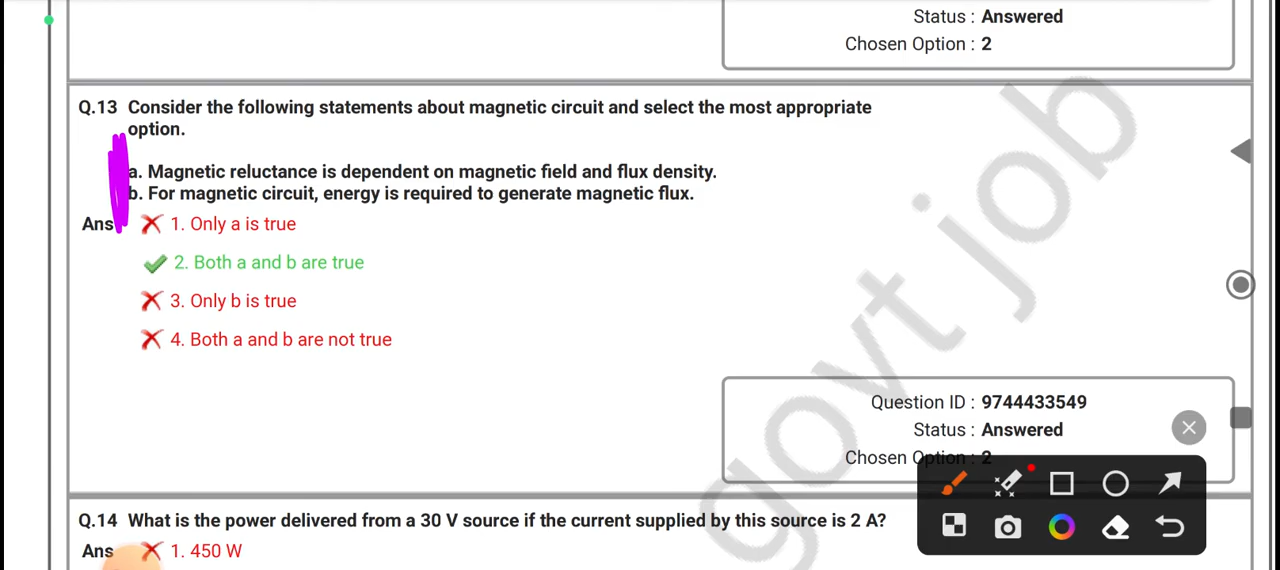 Status : Answered
Chosen Option : 2
Q.13 Consider the following statements about magnetic circuit and select the most appropriate
option.
a. Magnetic reluctance is dependent on magnetic field and flux density.
b. For magnetic circuit, energy is required to generate magnetic flux.
Ans 1. Only a is true
2. Both a and b are true
3. Only b is true
4. Both a and b are not true
govt job
Question ID : 9744433549
Status : Answered
Chosen Option : 2
Q.14 What is the power delivered from a 30 V source if the current supplied by this source is 2 A?
Ans 1. 450 W